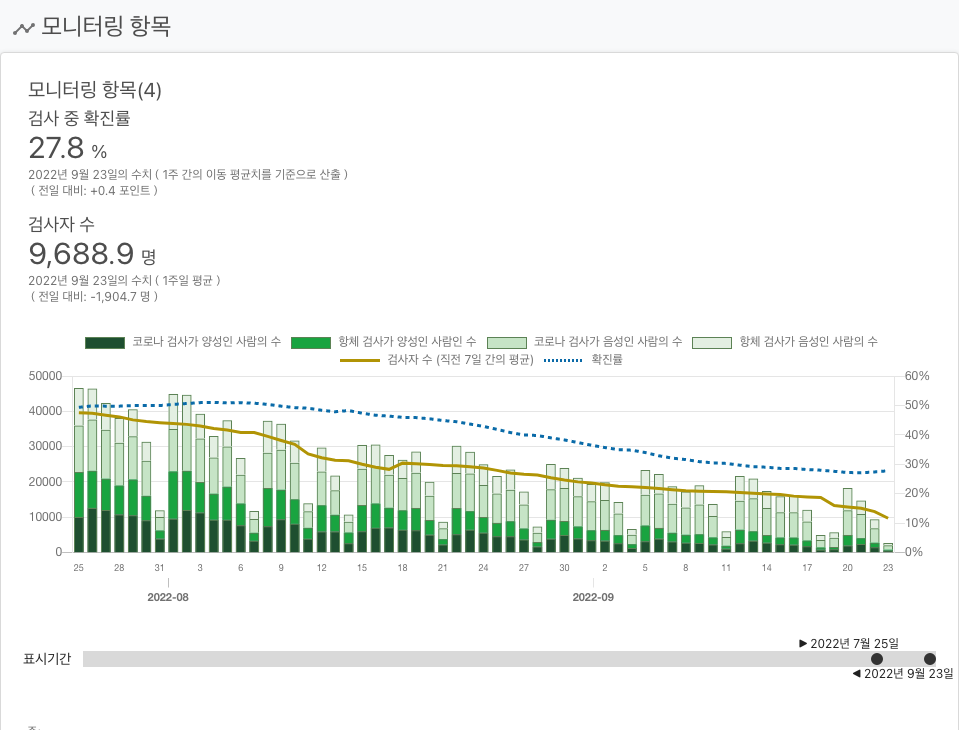 모니터링 항목
모니터링 항목(4)
검사 중 확진률
27.8 %
2022년 9월 23일의 수치 ( 1주 간의 이동 평균치를 기준으로 산출 )
( 전일 대비: +0.4 포인트 )
검사자 수
9,688.9 명
2022년 9월 23일의 수치 ( 1주일 평균 )
( 전일 대비: -1,904.7 명 )
코로나 검사가 양성인 사람의 수 항체 검사가 양성인 사람인 수 코로나 검사가 음성인 사람의 수 항체 검사가 음성인 사람의 수
검사자 수 (직전 7일 간의 평균) 확진률
50000 60%
40000 50%
30000 40%
20000 30%
10000 20%
0 10%
0%
25 28 31 3 6 9 12 15 18 21 24 27 30 2 5 8 11 14 17 20 23
2022-08 2022-09
▶ 2022년 7월 25일
표시기간
◀ 2022년 9월 23일